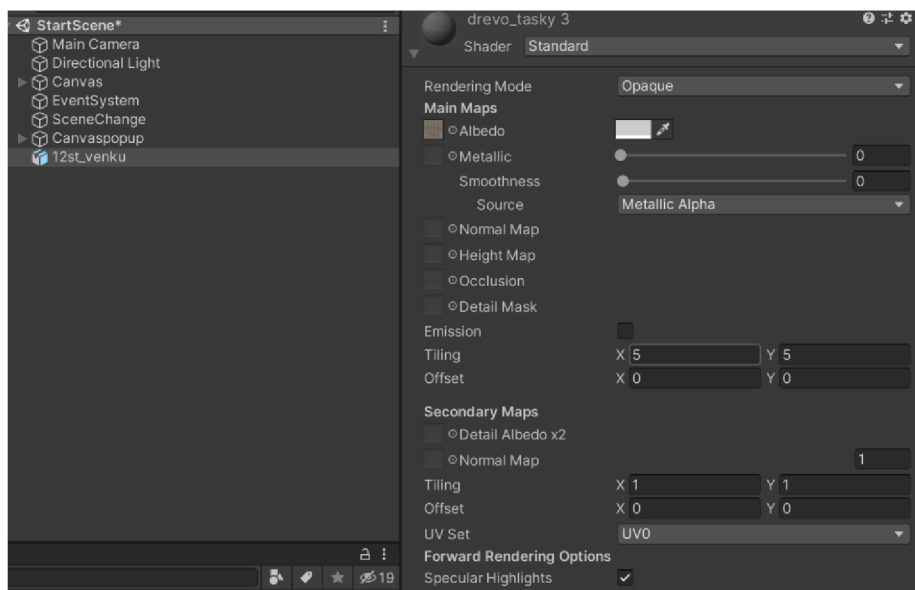 StartScene*
Main Camera
Directional Light
Canvas
EventSystem
SceneChange
Canvaspopup
12st_venku
19
drevo_tasky 3
Shader Standard
Rendering Mode Opaque
Main Maps
Albedo
Metallic 0
Smoothness 0
Source Metallic Alpha
Normal Map
Height Map
Occlusion
Detail Mask
Emission
Tiling X 5 Y 5
Offset X 0 Y 0
Secondary Maps
Detail Albedo x2
Normal Map 1
Tiling X 1 Y 1
Offset X 0 Y 0
UV Set UV0
Forward Rendering Options
Specular Highlights